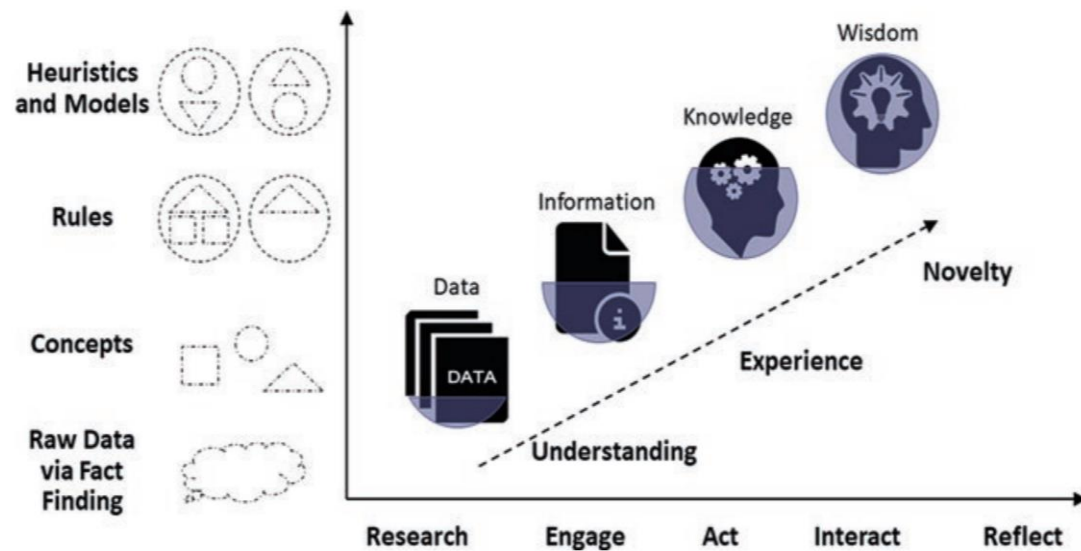 Heuristics
and Models
Rules
Concepts
Raw Data
via Fact
Finding
Wisdom
Knowledge
Information
i
Data
DATA
Novelty
Experience
Understanding
Research Engage Act Interact Reflect